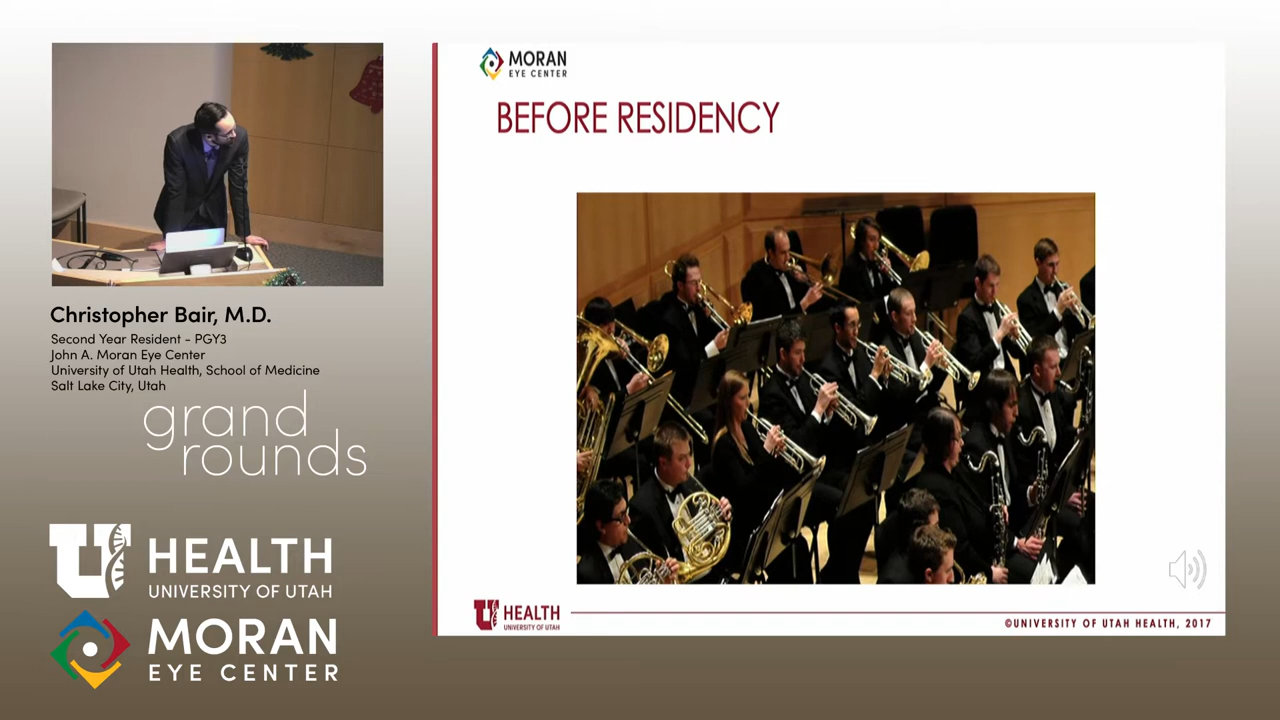 MORAN
EYE CENTER
BEFORE RESIDENCY
Christopher Bair, M.D.
Second Year Resident - PGY3
John A. Moran Eye Center
University of Utah Health, School of Medicine
Salt Lake City, Utah
grand
rounds
U HEALTH
UNIVERSITY OF UTAH
MORAN
EYE CENTER
U HEALTH
UNIVERSITY OF UTAH
©UNIVERSITY OF UTAH HEALTH, 2017